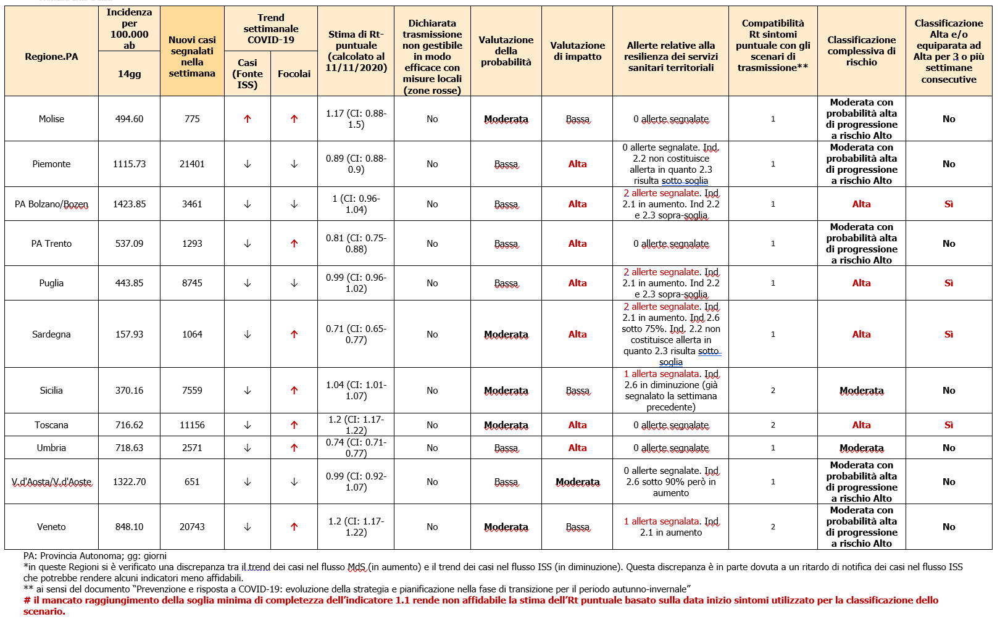 Regione.PA
Incidenza
per
100.000
ab
14gg
Nuovi casi
segnalati
nella
settimana
Trend
settimanale
COVID-19
Casi
(Fonte
ISS)
Focolai
Stima di Rt-
puntuale
(calcolato al
11/11/2020)
Dichiarata
trasmissione
non gestibile
in modo
efficace con
misure locali
(zone rosse)
Valutazione
della
probabilità
Valutazione
di impatto
Allerte relative alla
resilienza dei servizi
sanitari territoriali
Compatibilità
Rt sintomi
puntuale con gli
scenari di
trasmissione**
Classificazione
complessiva di
rischio
Classificazione
Alta e/o
equiparata ad
Alta per 3 o più
settimane
consecutive
Molise
494.60
775
↑
↑
1.17 (CI: 0.88-
1.5)
No
Moderata
Bassa
0 allerte segnalate
1
Moderata con
probabilità alta
di progressione
a rischio Alto
No
Piemonte
1115.73
21401
↓
↓
0.89 (CI: 0.88-
0.9)
No
Bassa
Alta
0 allerte segnalate. Ind.
2.2 non costituisce
allerta in quanto 2.3
risulta sotto soglia
1
Moderata con
probabilità alta
di progressione
a rischio Alto
No
PA Bolzano/Bozen
1423.85
3461
↓
↓
1 (CI: 0.96-
1.04)
No
Bassa
Alta
2 allerte segnalate. Ind
2.1 in aumento. Ind 2.2
e 2.3 sopra-soglia
1
Alta
Sì
PA Trento
537.09
1293
↓
↑
0.81 (CI: 0.75-
0.88)
No
Bassa
Alta
0 allerte segnalate
1
Moderata con
probabilità alta
di progressione
a rischio Alto
No
Puglia
443.85
8745
↓
↓
0.99 (CI: 0.96-
1.02)
No
Bassa
Alta
2 allerte segnalate. Ind
2.1 in aumento. Ind 2.2
e 2.3 sopra-soglia
1
Alta
Sì
Sardegna
157.93
1064
↓
↑
0.71 (CI: 0.65-
0.77)
No
Moderata
Alta
2 allerte segnalate. Ind
2.1 in aumento. Ind 2.6
sotto 75%. Ind. 2.2 non
costituisce allerta in
quanto 2.3 risulta sotto
soglia
1
Alta
Sì
Sicilia
370.16
7559
↓
↑
1.04 (CI: 1.01-
1.07)
No
Moderata
Bassa
1 allerta segnalata. Ind
2.6 in diminuzione (già
segnalato la settimana
precedente)
2
Moderata
No
Toscana
716.62
11156
↓
↑
1.2 (CI: 1.17-
1.22)
No
Moderata
Alta
0 allerte segnalate
2
Alta
Sì
Umbria
718.63
2571
↓
↑
0.74 (CI: 0.71-
0.77)
No
Bassa
Alta
0 allerte segnalate
1
Moderata
No
V.d'Aosta/V.d'Aoste
1322.70
651
↓
↓
0.99 (CI: 0.92-
1.07)
No
Bassa
Moderata
0 allerte segnalate. Ind
2.6 sotto 90% però in
aumento
1
Moderata con
probabilità alta
di progressione
a rischio Alto
No
Veneto
848.10
20743
↓
↑
1.2 (CI: 1.17-
1.22)
No
Moderata
Bassa
1 allerta segnalata. Ind
2.1 in aumento
2
Moderata con
probabilità alta
di progressione
a rischio Alto
No
PA: Provincia Autonoma; gg: giorni
*in queste Regioni si è verificato una discrepanza tra il trend dei casi nel flusso MdS (in aumento) e il trend dei casi nel flusso ISS (in diminuzione). Questa discrepanza è in parte dovuta a un ritardo di notifica dei casi nel flusso ISS
che potrebbe rendere alcuni indicatori meno affidabili.
** ai sensi del documento “Prevenzione e risposta a COVID-19: evoluzione della strategia e pianificazione nella fase di transizione per il periodo autunno-invernale”
# il mancato raggiungimento della soglia minima di completezza dell’indicatore 1.1 rende non affidabile la stima dell’Rt puntuale basato sulla data inizio sintomi utilizzato per la classificazione dello
scenario.